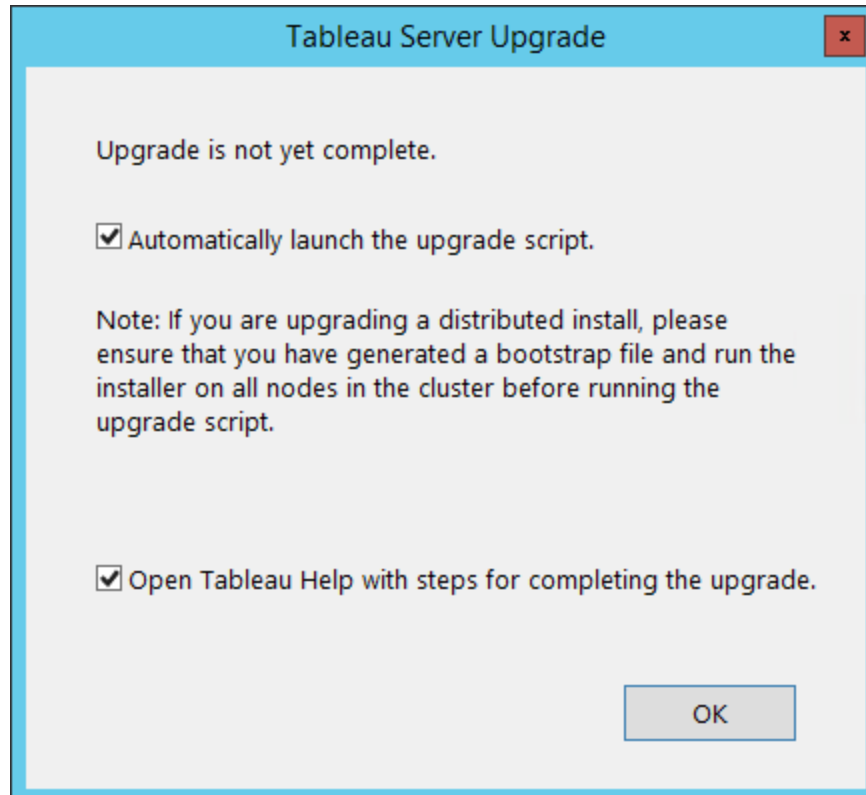 Tableau Server Upgrade
x
Upgrade is not yet complete.
Automatically launch the upgrade script.
Note: If you are upgrading a distributed install, please
ensure that you have generated a bootstrap file and run the
installer on all nodes in the cluster before running the
upgrade script.
Open Tableau Help with steps for completing the upgrade.
OK